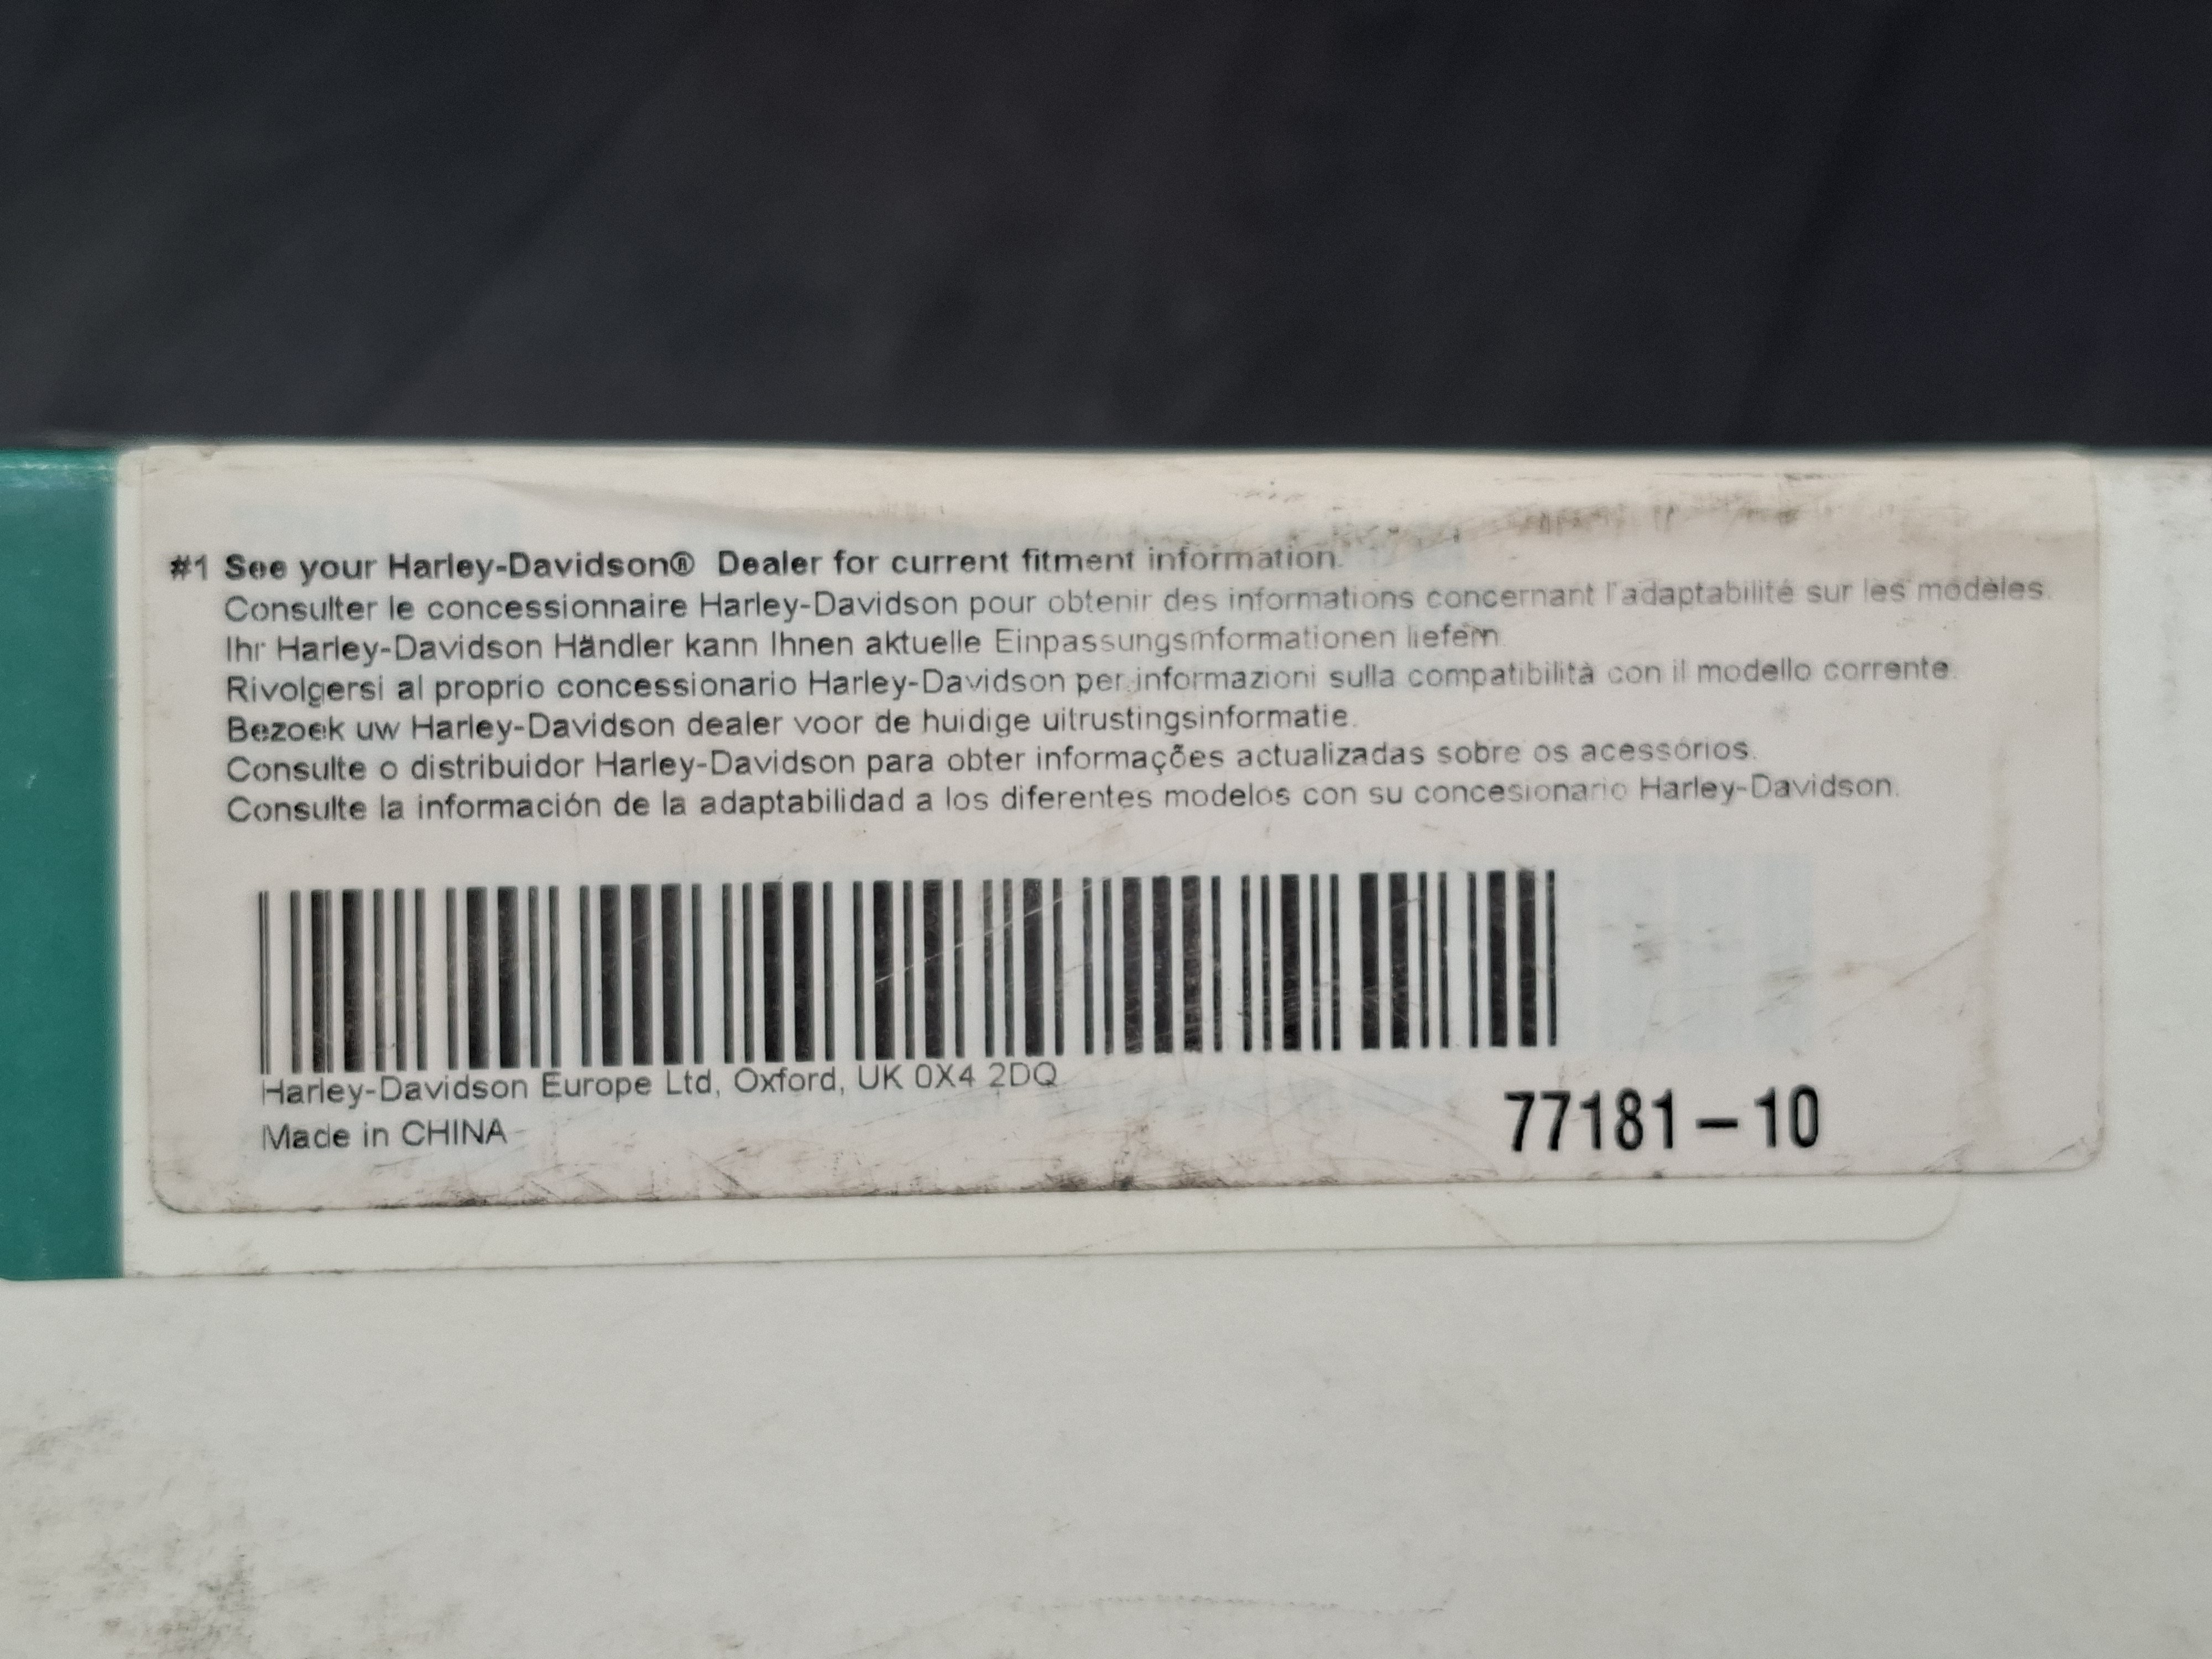 #1 See your Harley-Davidson® Dealer for current fitment information.
Consulter le concessionnaire Harley-Davidson pour obtenir des informations concernant l'adaptabilité sur les modèles.
Ihr Harley-Davidson Händler kann Ihnen aktuelle Einpassungsinformationen liefern.
Rivolgersi al proprio concessionario Harley-Davidson per informazioni sulla compatibilità con il modello corrente.
Bezoek uw Harley-Davidson dealer voor de huidige uitrustingsinformatie.
Consulte o distribuidor Harley-Davidson para obter informações actualizadas sobre os acessórios.
Consulte la información de la adaptabilidad a los diferentes modelos con su concesionario Harley-Davidson.
Harley-Davidson Europe Ltd, Oxford, UK 0X4 2DQ
Made in CHINA
77181-10